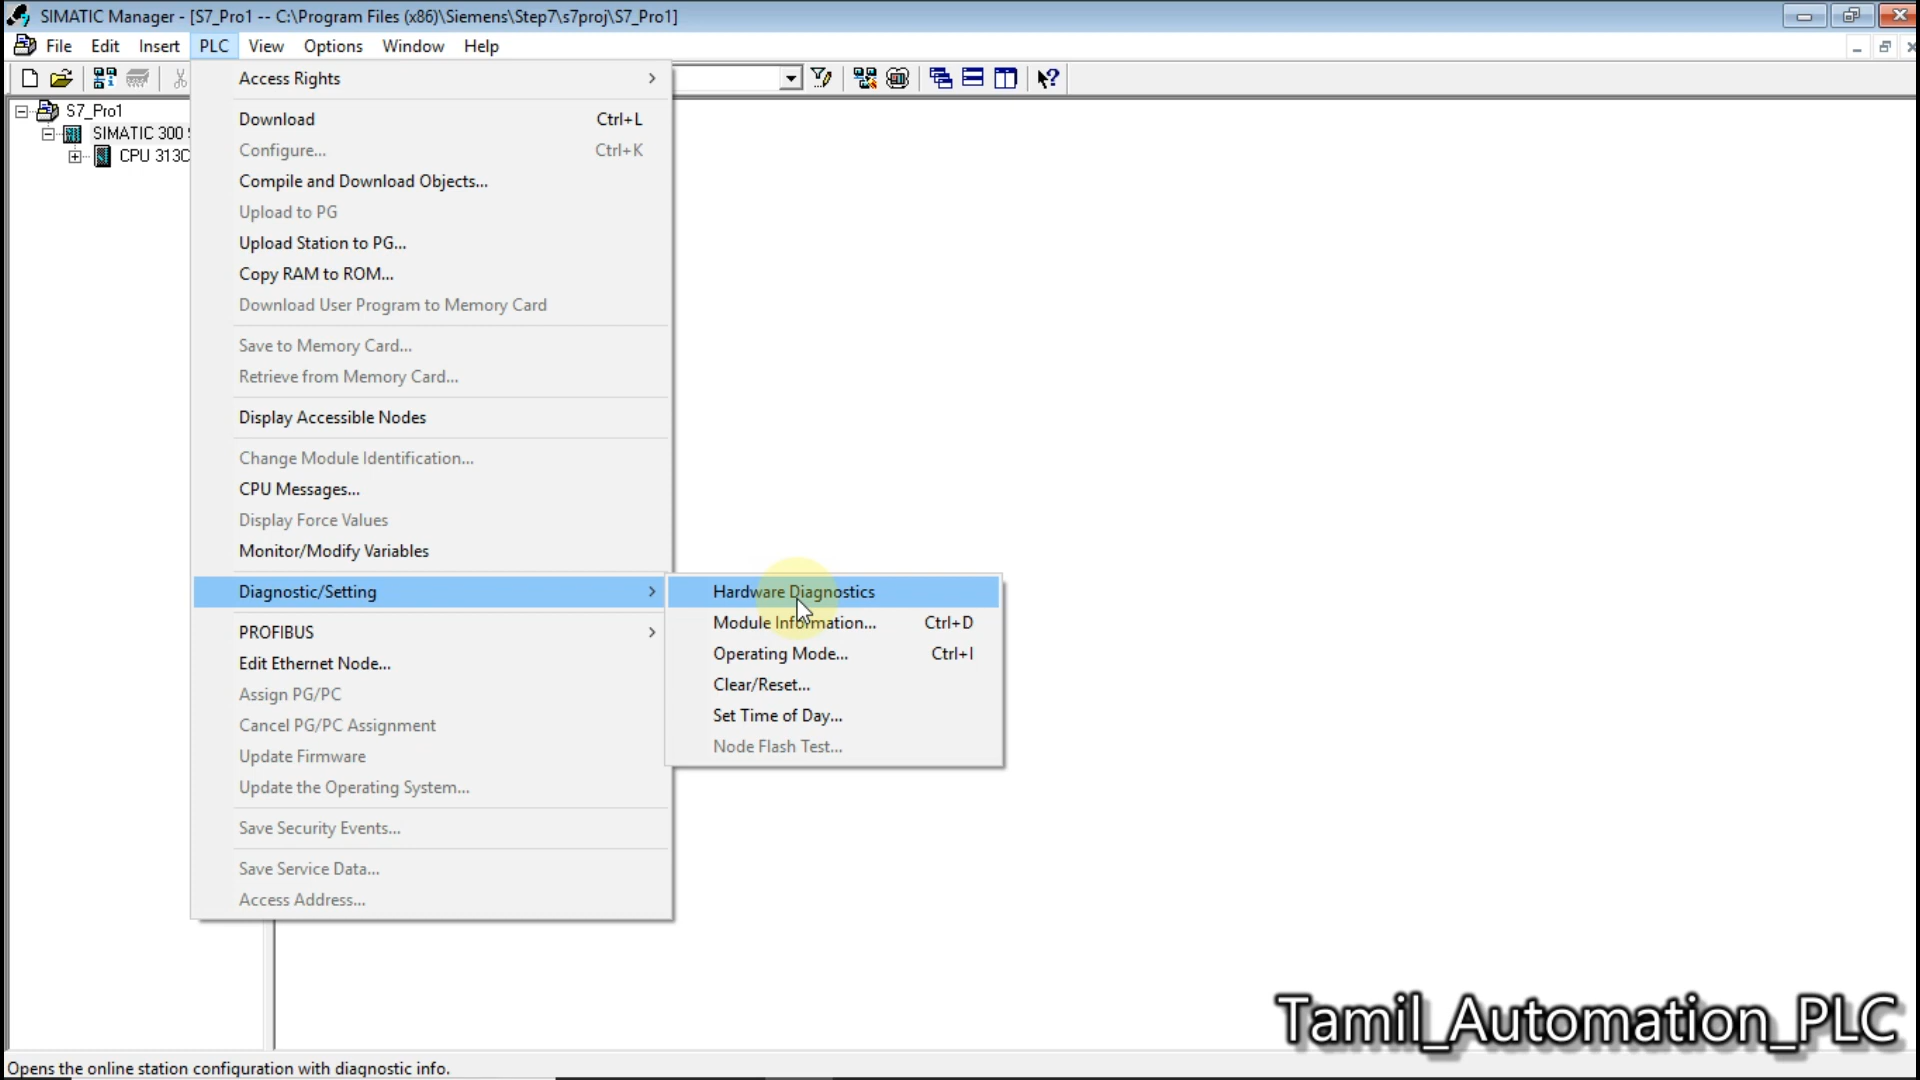 SIMATIC Manager - [S7_Pro1 -- C:\Program Files (x86)\Siemens\Step7\s7proj\S7_Pro1]
File Edit Insert PLC View Options Window Help
S7_Pro1
SIMATIC 300
CPU 313C
Access Rights
Download Ctrl+L
Configure... Ctrl+K
Compile and Download Objects...
Upload to PG
Upload Station to PG...
Copy RAM to ROM...
Download User Program to Memory Card
Save to Memory Card...
Retrieve from Memory Card...
Display Accessible Nodes
Change Module Identification...
CPU Messages...
Display Force Values
Monitor/Modify Variables
Diagnostic/Setting
PROFIBUS
Edit Ethernet Node...
Assign PG/PC
Cancel PG/PC Assignment
Update Firmware
Update the Operating System...
Save Security Events...
Save Service Data...
Access Address...
Hardware Diagnostics
Module Information... Ctrl+D
Operating Mode... Ctrl+I
Clear/Reset...
Set Time of Day...
Node Flash Test...
Tamil_Automation_PLC
Opens the online station configuration with diagnostic info.